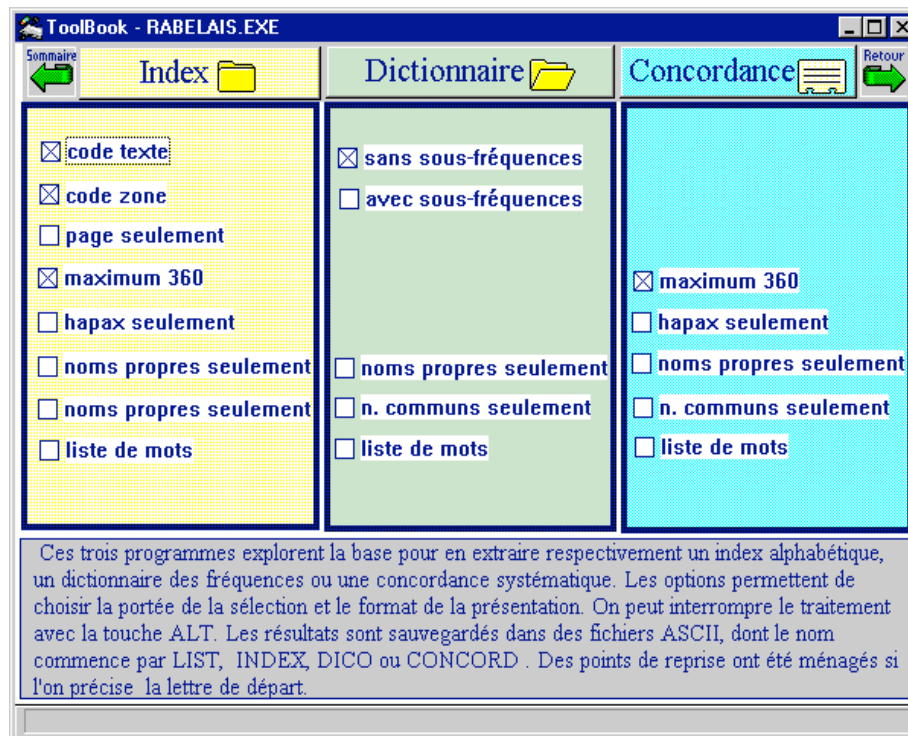 ToolBook - RABELAIS.EXE
Sommaire
Index
Dictionnaire
Concordance
Retour
code texte
code zone
page seulement
maximum 360
hapax seulement
noms propres seulement
noms propres seulement
liste de mots
sans sous-fréquences
avec sous-fréquences
noms propres seulement
n. communs seulement
liste de mots
maximum 360
hapax seulement
noms propres seulement
n. communs seulement
liste de mots
Ces trois programmes explorent la base pour en extraire respectivement un index alphabétique,
un dictionnaire des fréquences ou une concordance systématique. Les options permettent de
choisir la portée de la sélection et le format de la présentation. On peut interrompre le traitement
avec la touche ALT. Les résultats sont sauvegardés dans des fichiers ASCII, dont le nom
commence par LIST, INDEX, DICO ou CONCORD . Des points de reprise ont été ménagés si
l'on précise la lettre de départ.